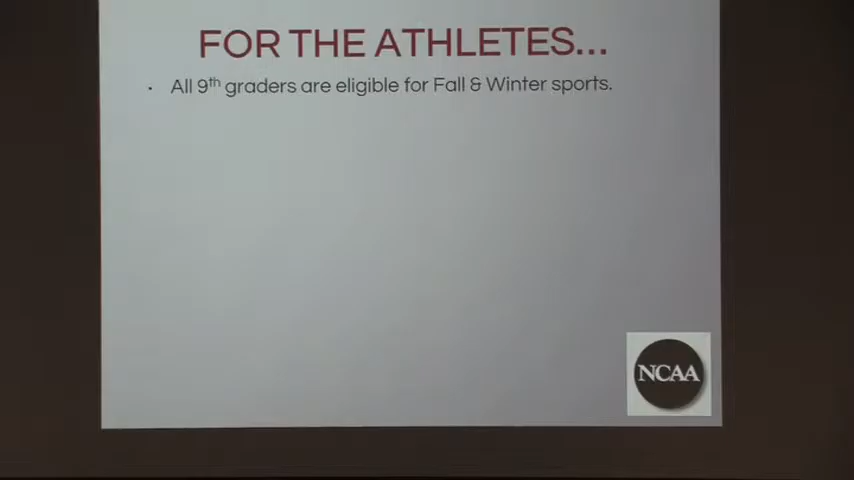 FOR THE ATHLETES...
· All 9th graders are eligible for Fall & Winter sports.
NCAA